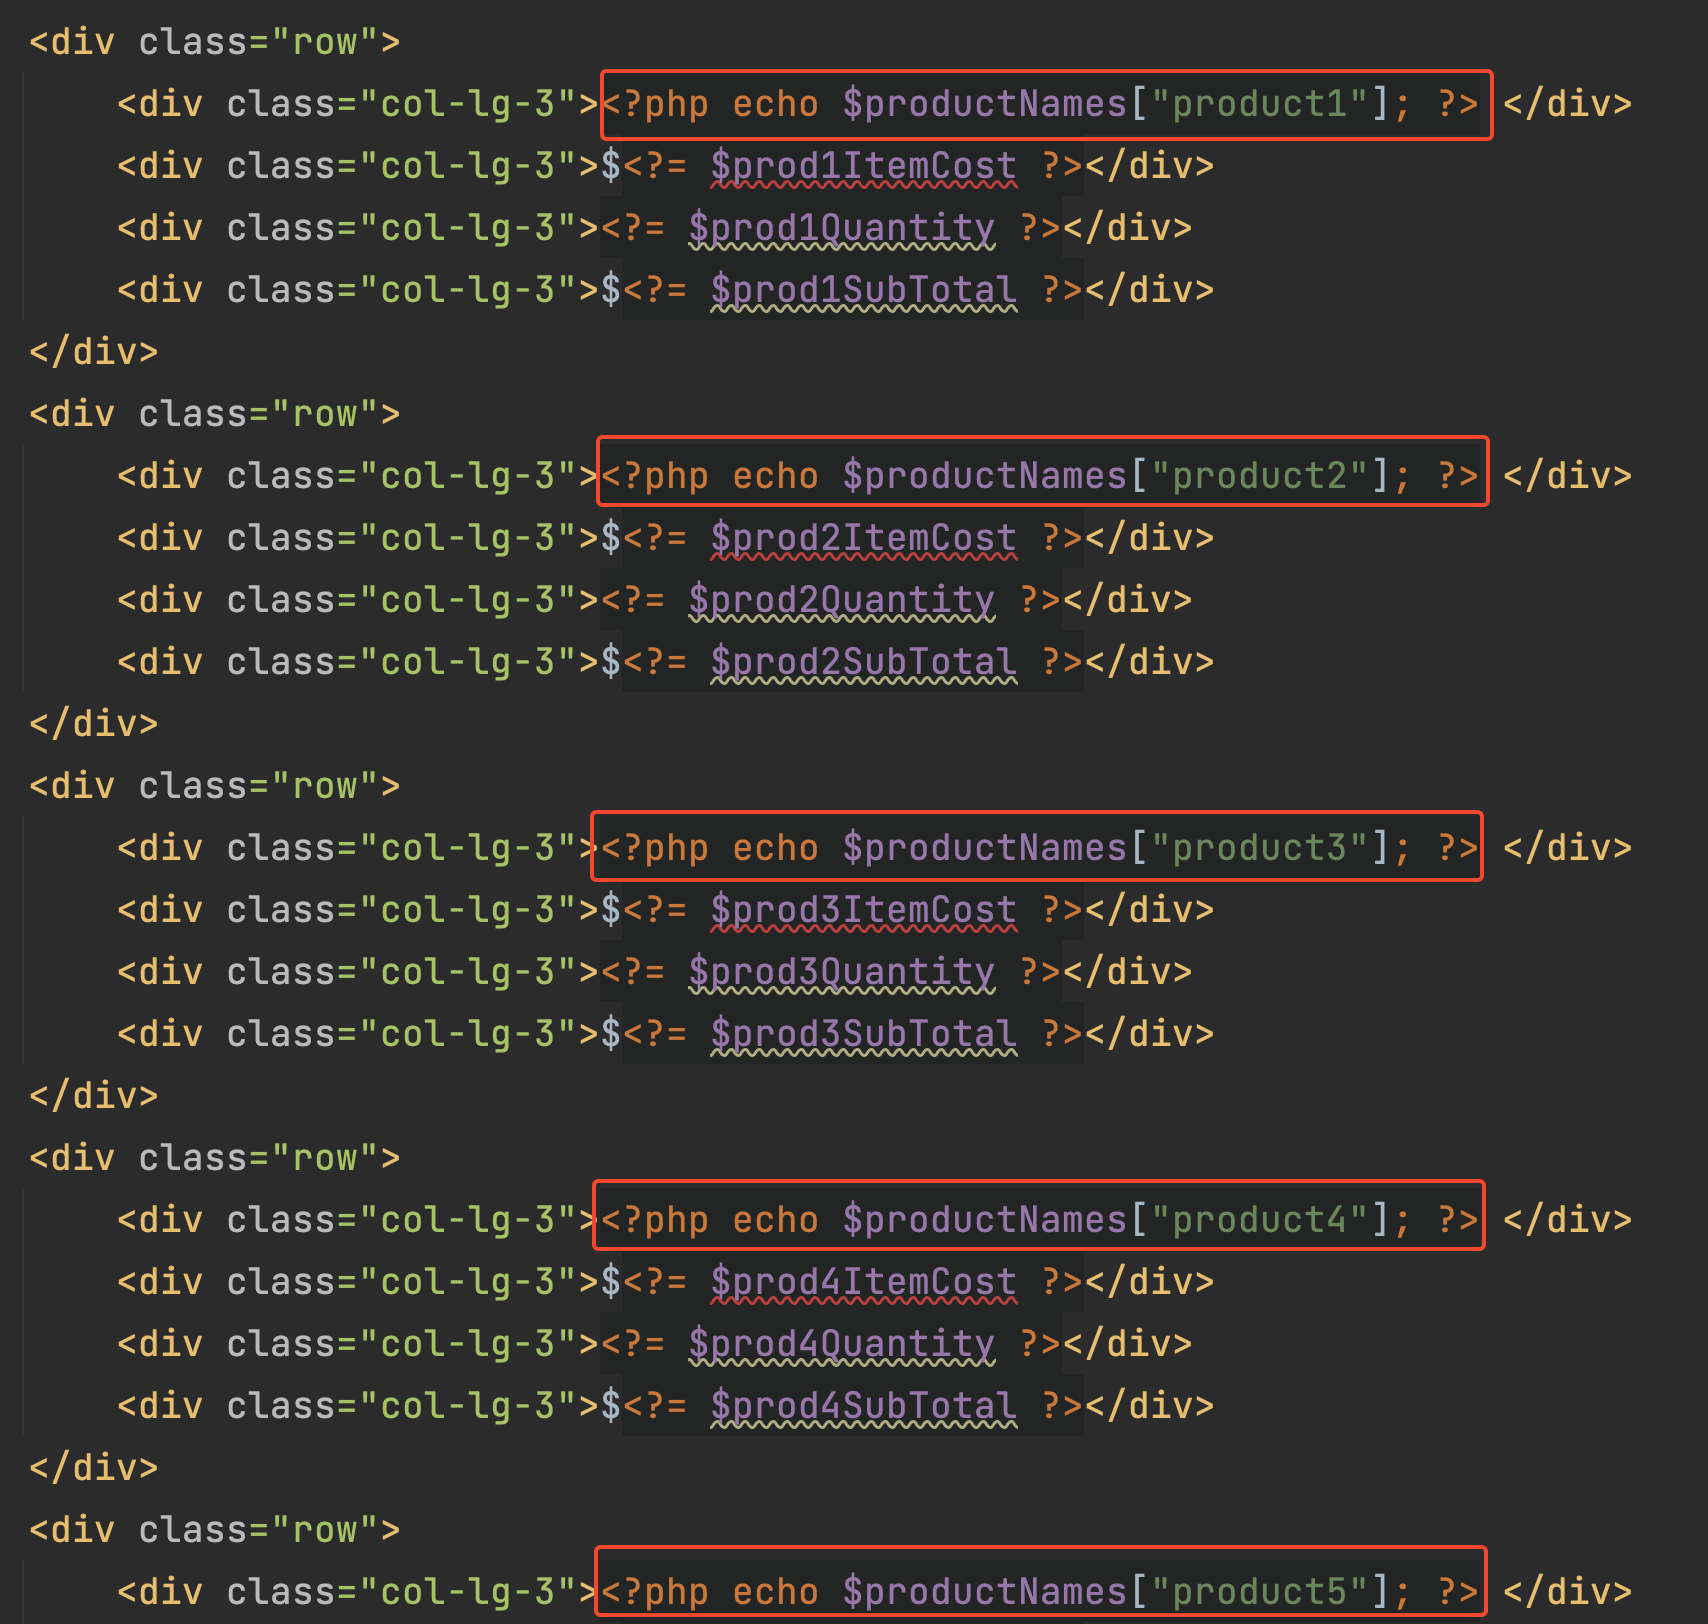 <div class="row">
<div class="col-lg-3"><?php echo $productNames["product1"]; ?> </div>
<div class="col-lg-3">$<?= $prod1ItemCost ?></div>
<div class="col-lg-3"><?= $prod1Quantity ?></div>
<div class="col-lg-3">$<?= $prod1SubTotal ?></div>
</div>
<div class="row">
<div class="col-lg-3"><?php echo $productNames["product2"]; ?> </div>
<div class="col-lg-3">$<?= $prod2ItemCost ?></div>
<div class="col-lg-3"><?= $prod2Quantity ?></div>
<div class="col-lg-3">$<?= $prod2SubTotal ?></div>
</div>
<div class="row">
<div class="col-lg-3"><?php echo $productNames["product3"]; ?> </div>
<div class="col-lg-3">$<?= $prod3ItemCost ?></div>
<div class="col-lg-3"><?= $prod3Quantity ?></div>
<div class="col-lg-3">$<?= $prod3SubTotal ?></div>
</div>
<div class="row">
<div class="col-lg-3"><?php echo $productNames["product4"]; ?> </div>
<div class="col-lg-3">$<?= $prod4ItemCost ?></div>
<div class="col-lg-3"><?= $prod4Quantity ?></div>
<div class="col-lg-3">$<?= $prod4SubTotal ?></div>
</div>
<div class="row">
<div class="col-lg-3"><?php echo $productNames["product5"]; ?> </div>